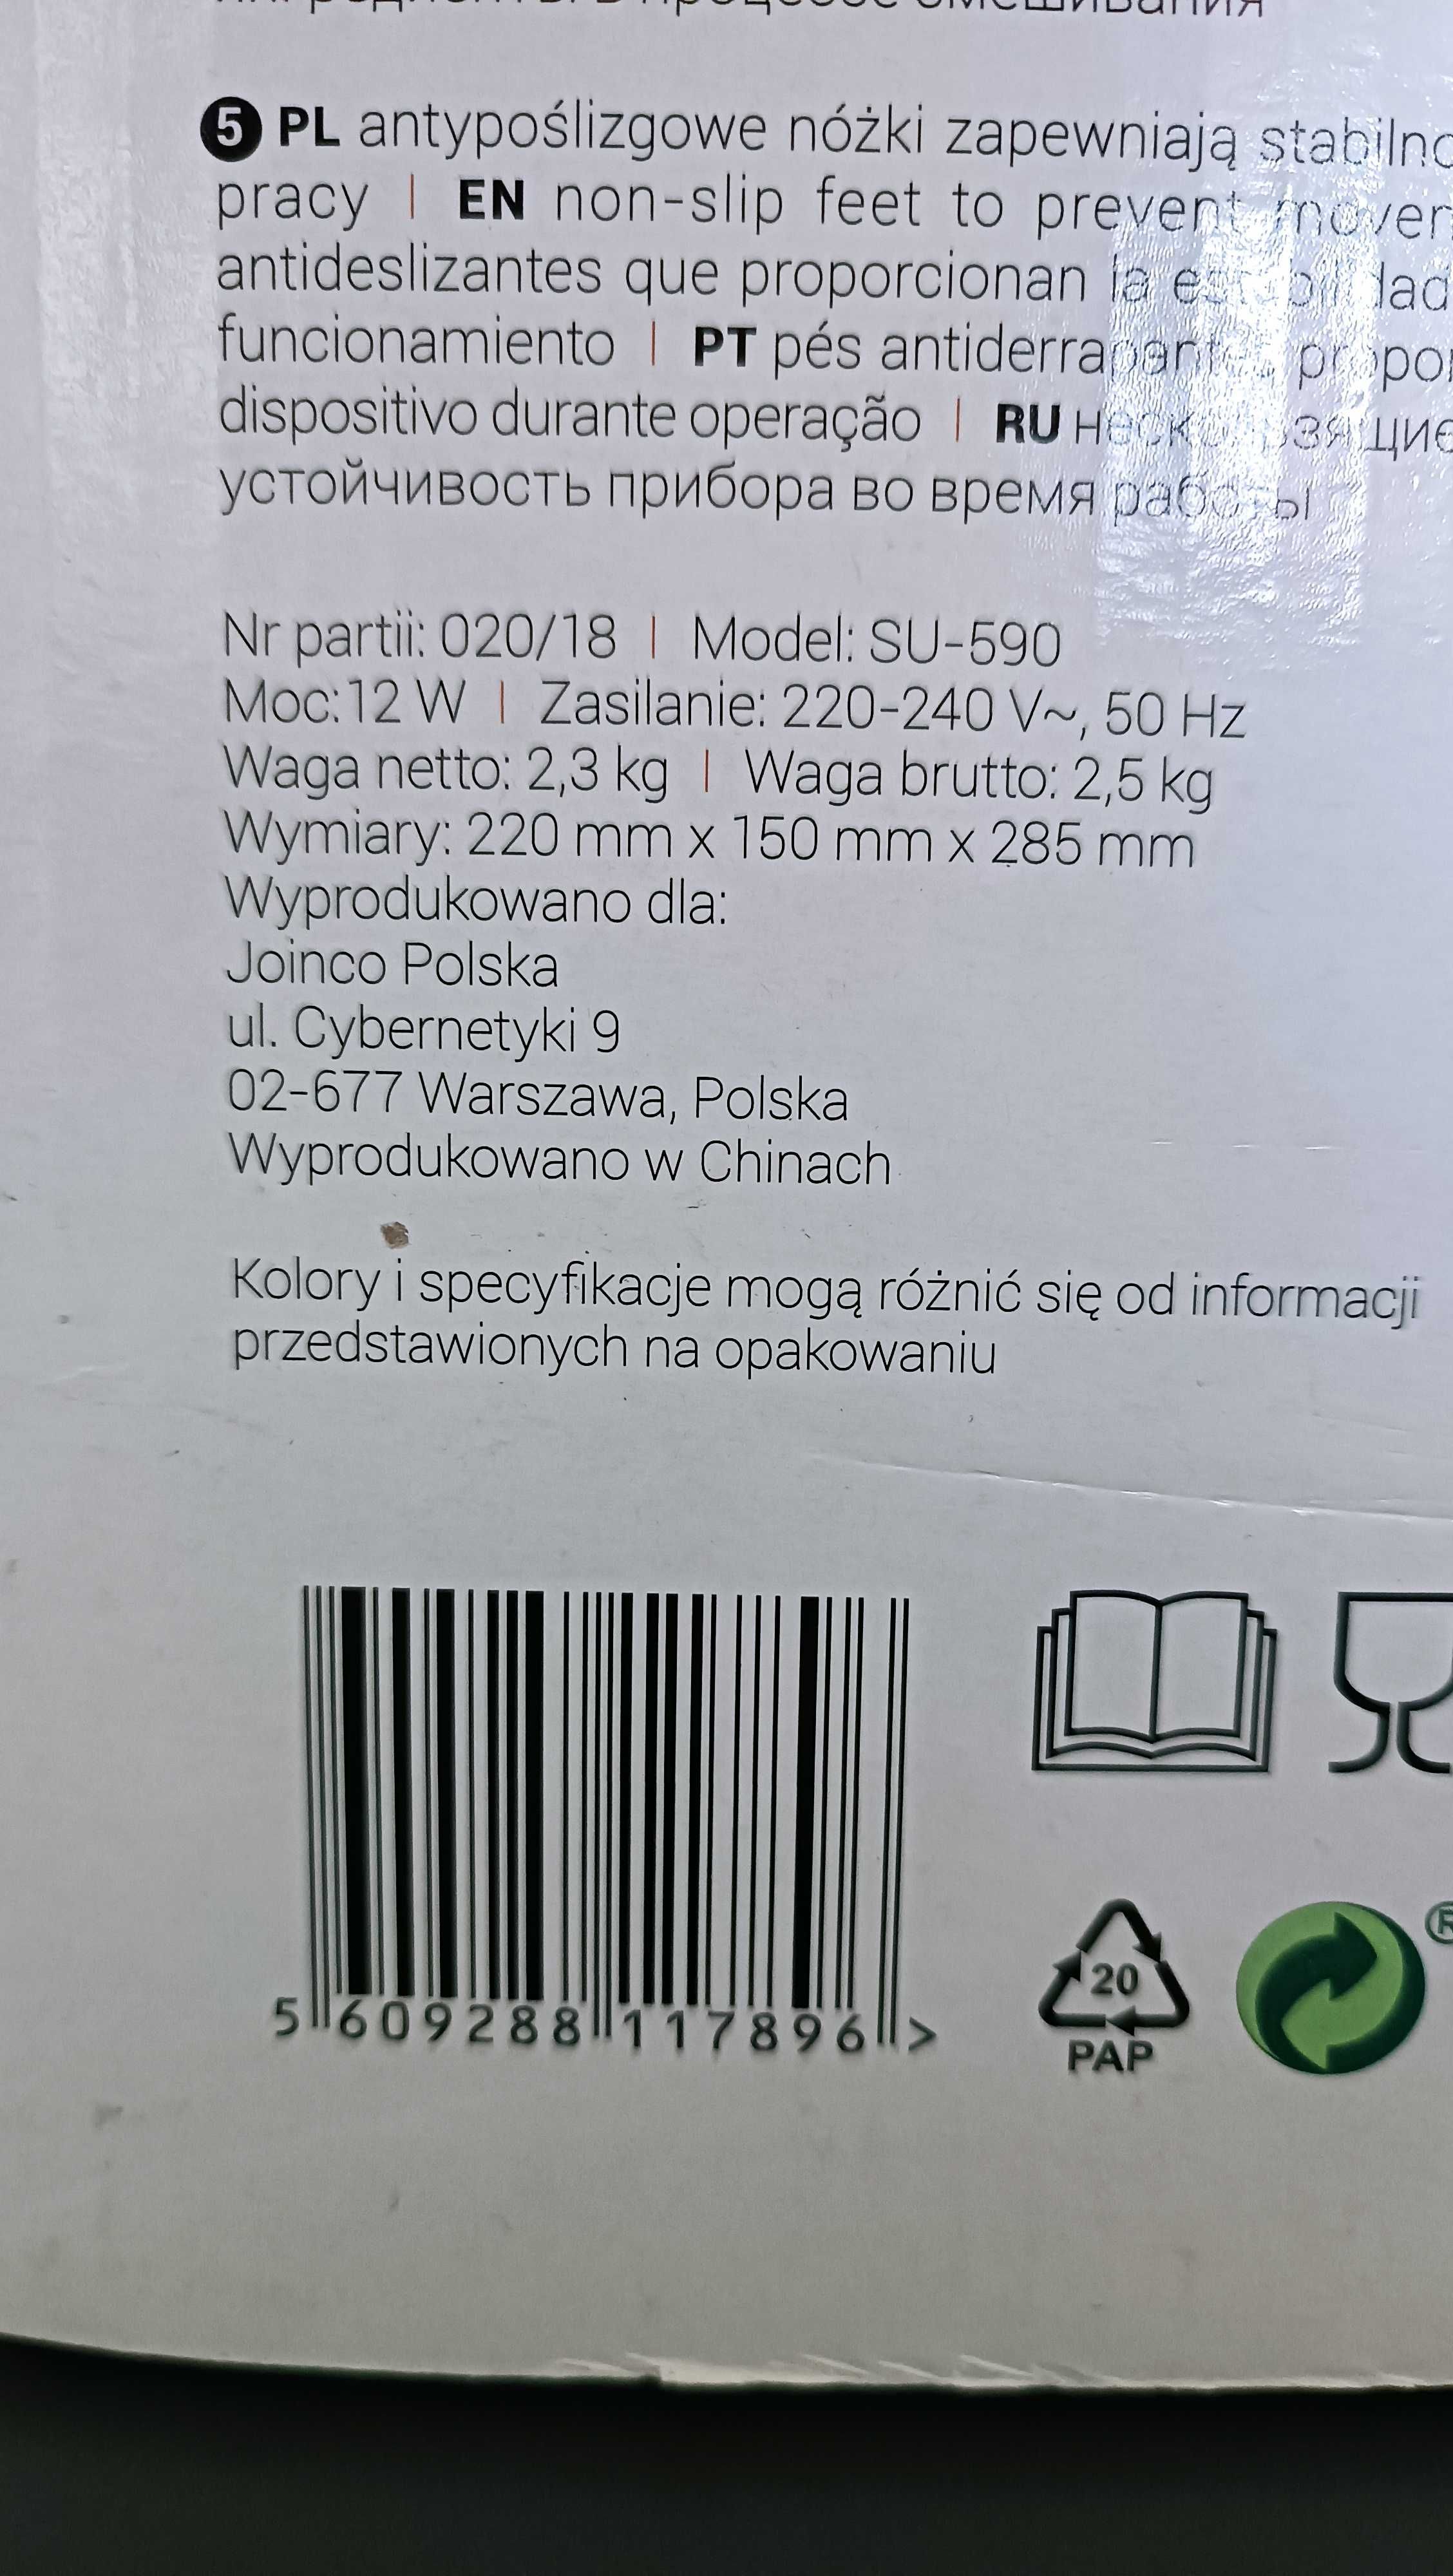 5 PL antypoślizgowe nóżki zapewniają
pracy | EN non-slip feet to prevent
antideslizantes que proporcionan la
funcionamiento | PT pés antiderrapantes
dispositivo durante operação | RU
устойчивость прибора во время работы
Nr partii: 020/18 | Model: SU-590
Moc:12 W | Zasilanie: 220-240 V~, 50 Hz
Waga netto: 2,3 kg | Waga brutto: 2,5 kg
Wymiary: 220 mm x 150 mm x 285 mm
Wyprodukowano dla:
Joinco Polska
ul. Cybernetyki 9
02-677 Warszawa, Polska
Wyprodukowano w Chinach
Kolory i specyfikacje mogą różnić się od informacji
przedstawionych na opakowaniu
5 609288 117896 >
20
PAP
®